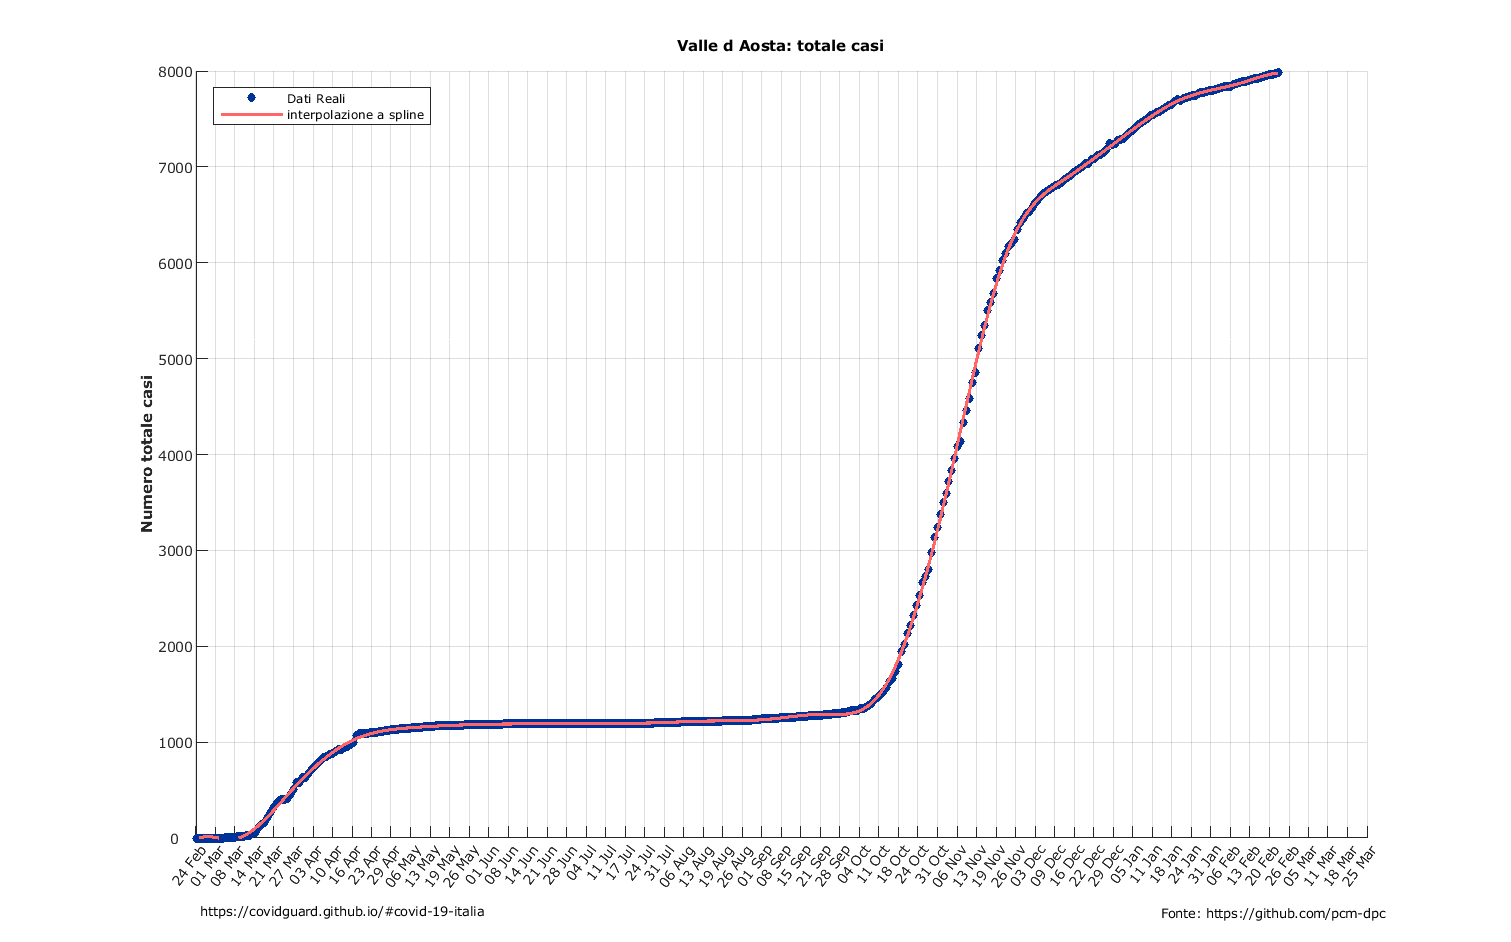 Valle d Aosta: totale casi
Dati Reali
interpolazione a spline
Numero totale casi
8000
7000
6000
5000
4000
3000
2000
1000
0
24 Feb
01 Mar
08 Mar
14 Mar
21 Mar
27 Mar
03 Apr
10 Apr
16 Apr
23 Apr
29 Apr
06 May
13 May
19 May
26 May
01 Jun
08 Jun
14 Jun
21 Jun
28 Jun
04 Jul
11 Jul
17 Jul
24 Jul
31 Jul
06 Aug
13 Aug
19 Aug
26 Aug
01 Sep
08 Sep
15 Sep
21 Sep
28 Sep
04 Oct
11 Oct
18 Oct
24 Oct
31 Oct
06 Nov
13 Nov
19 Nov
26 Nov
03 Dec
09 Dec
16 Dec
22 Dec
29 Dec
05 Jan
11 Jan
18 Jan
24 Jan
31 Jan
06 Feb
13 Feb
20 Feb
26 Feb
05 Mar
11 Mar
18 Mar
25 Mar
https://covidguard.github.io/#covid-19-italia
Fonte: https://github.com/pcm-dpc